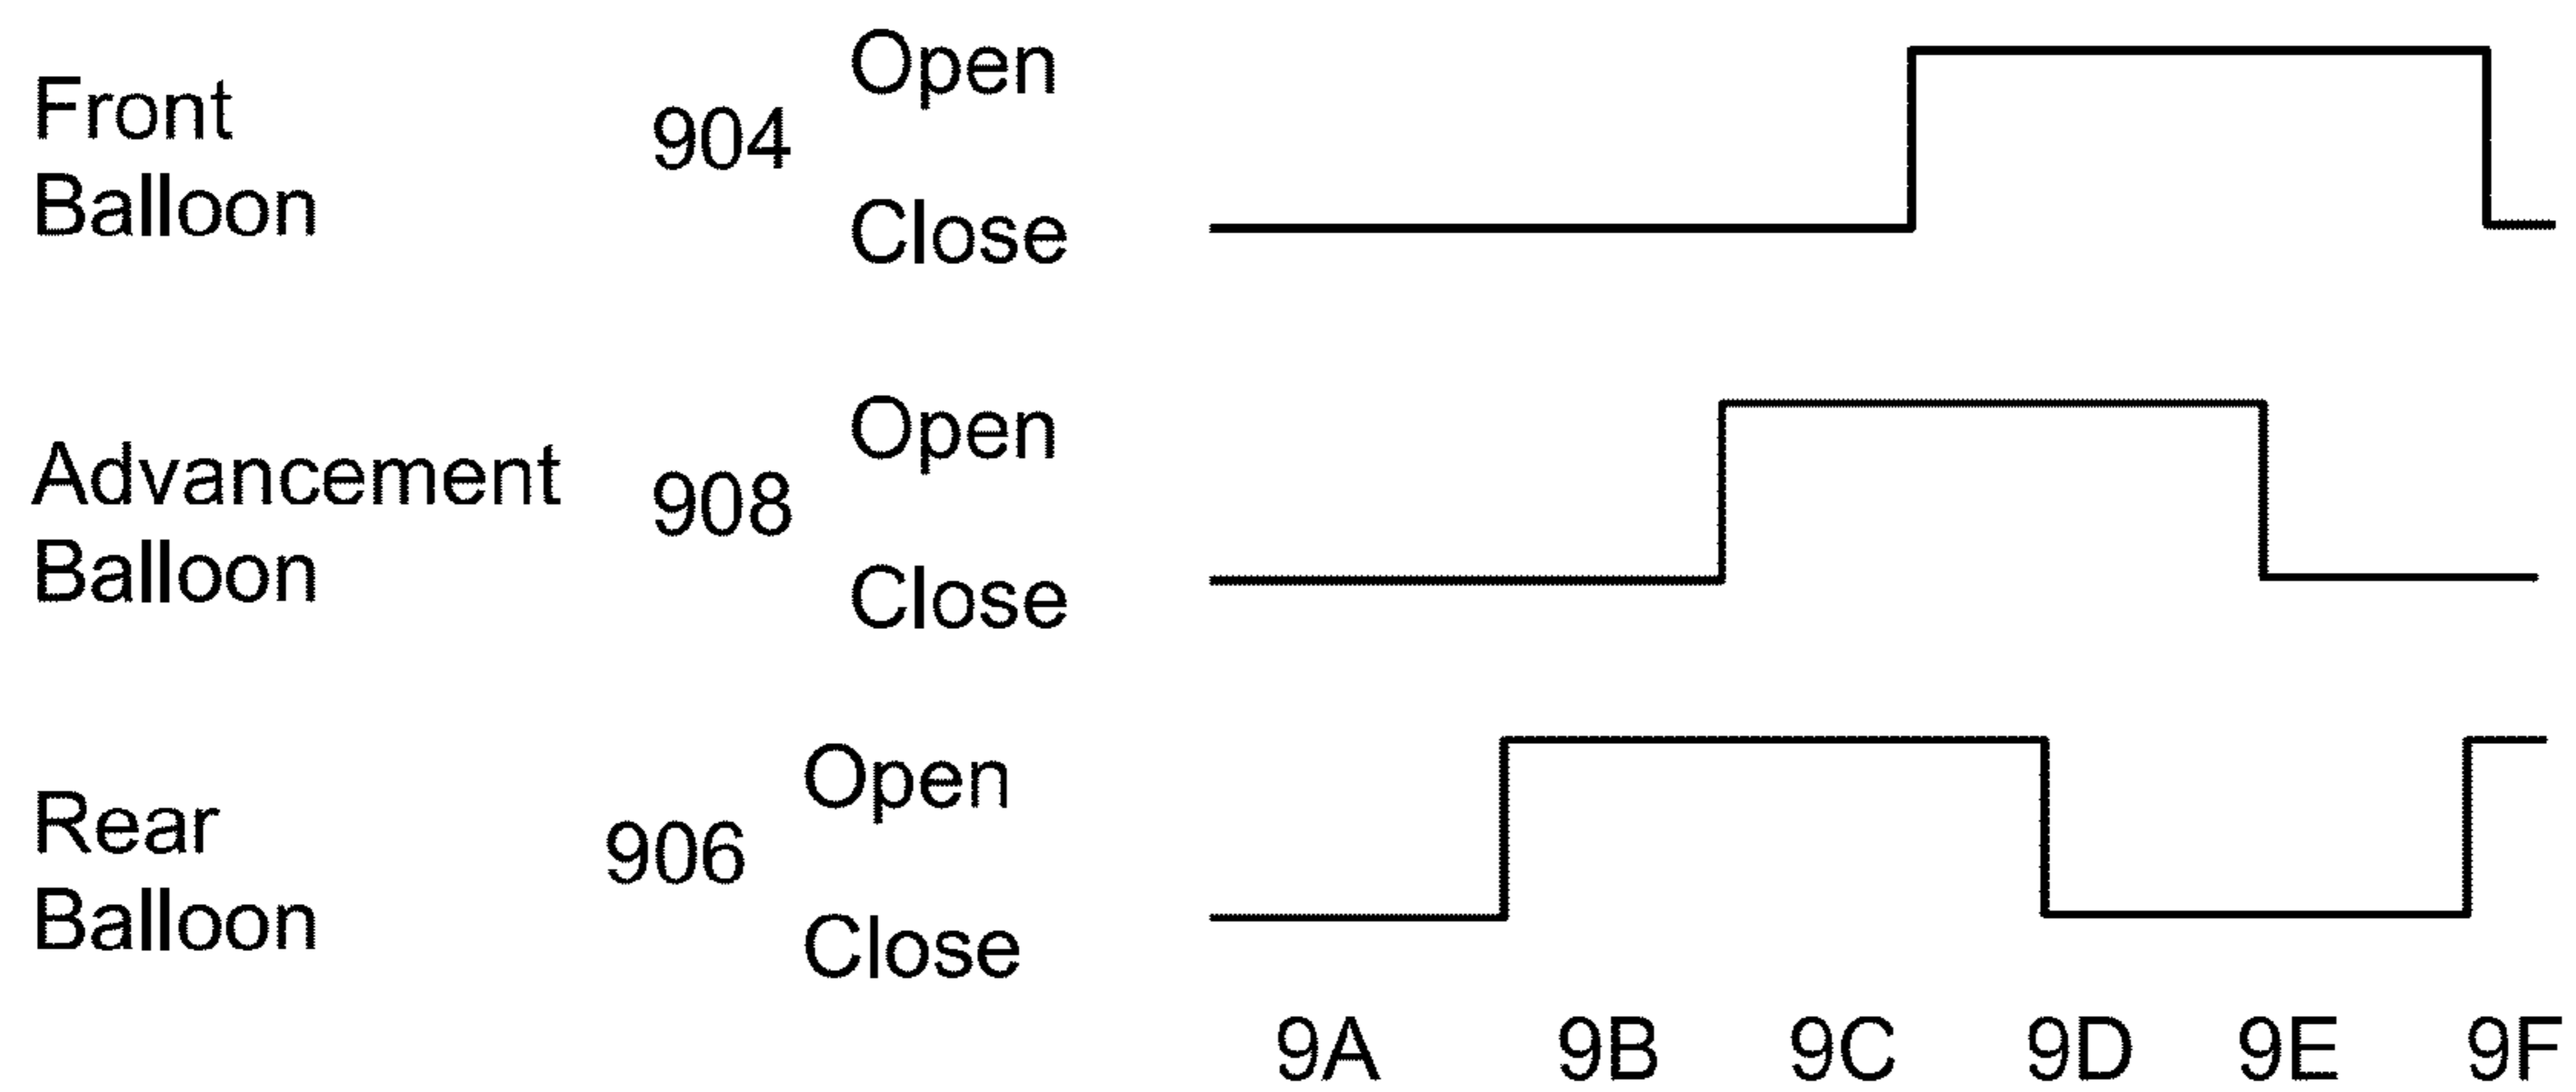 Front
Balloon
904
Open
Close
Advancement
Balloon
908
Open
Close
Rear
Balloon
906
Open
Close
9A 9B 9C 9D 9E 9F